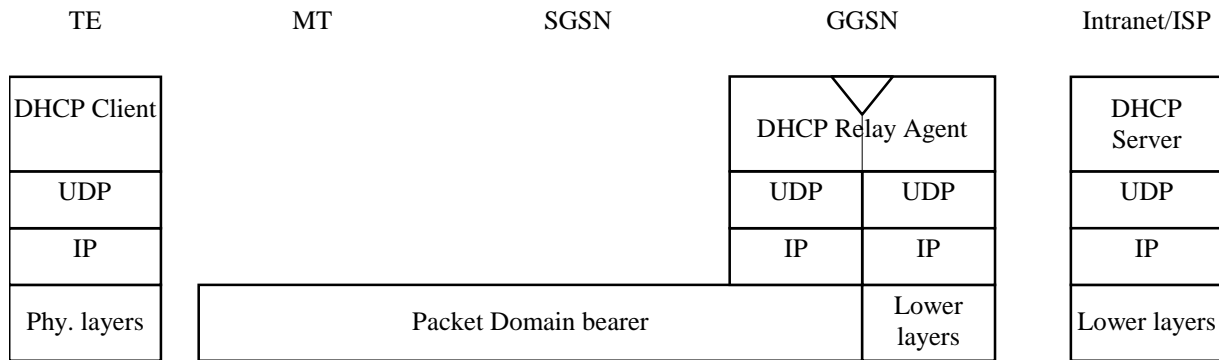 TE MT SGSN GGSN Intranet/ISP
DHCP Client
DHCP Relay Agent
DHCP
Server
UDP UDP UDP UDP
IP IP IP IP
Phy. layers Packet Domain bearer
Lower
layers
Lower layers